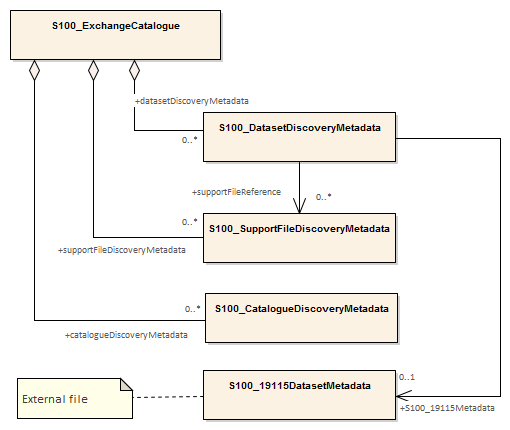 S100_ExchangeCatalogue
+datasetDiscoveryMetadata
0..*
S100_DatasetDiscoveryMetadata
+supportFileReference
0..*
0..*
S100_SupportFileDiscoveryMetadata
+supportFileDiscoveryMetadata
0..*
S100_CatalogueDiscoveryMetadata
+catalogueDiscoveryMetadata
0..1
S100_19115DatasetMetadata
External file
+S100_19115Metadata